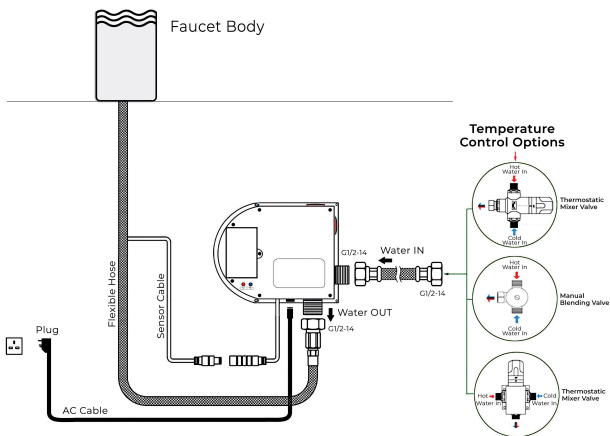 Faucet Body
Temperature
Control Options
Hot
Water In
Thermostatic
Mixer Valve
Cold
Water In
G1/2-14
Water IN
G1/2-14
Hot
Water In
Manual
Blending Valve
Cold
Water In
Water OUT
G1/2-14
Flexible Hose
Sensor Cable
Plug
AC Cable
Hot
Water In
Cold
Water In
Thermostatic
Mixer Valve